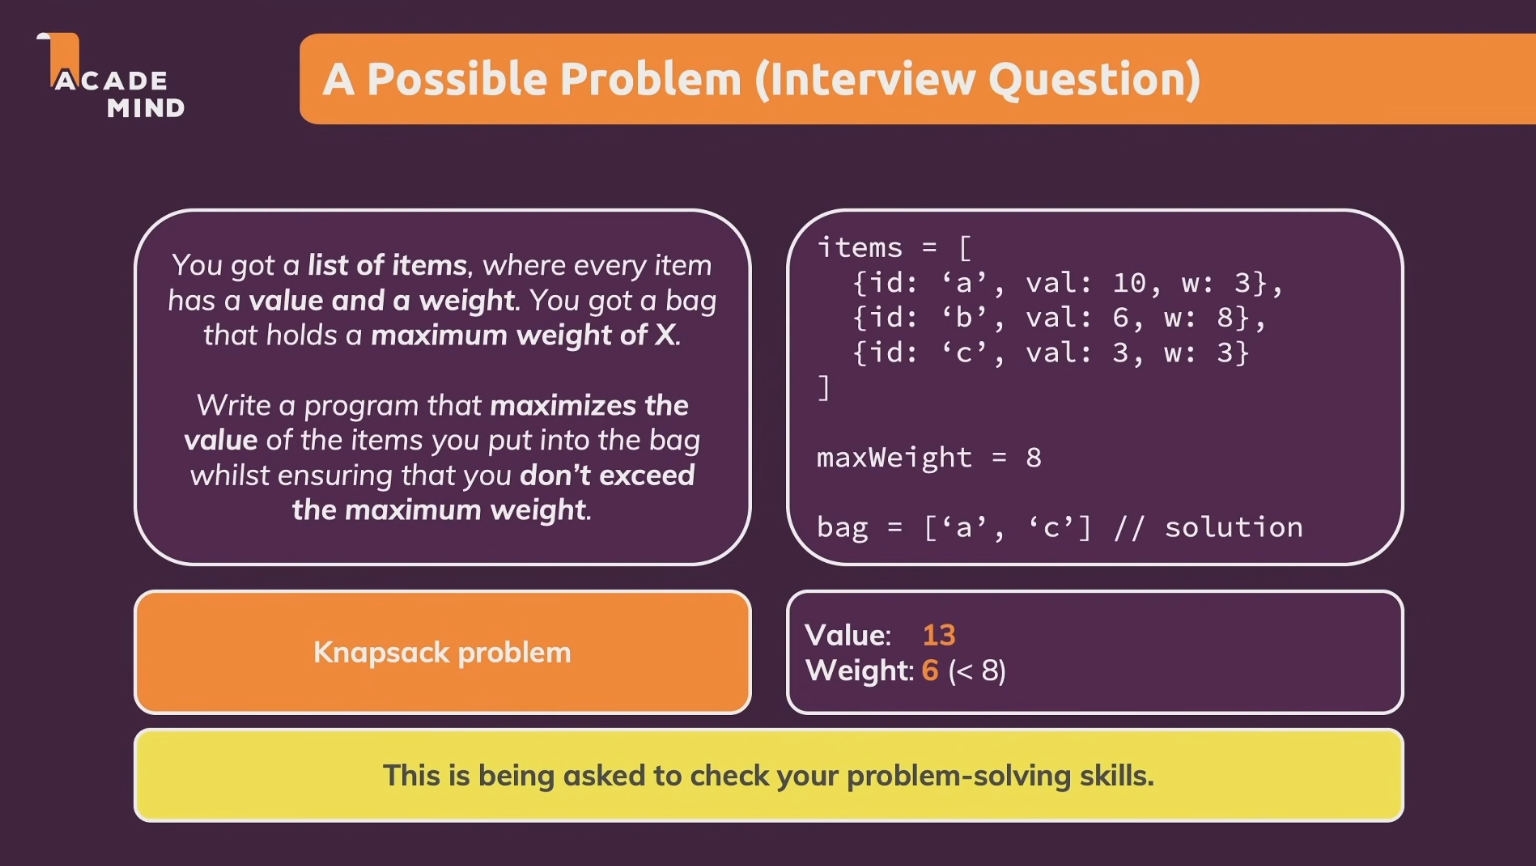 ACADE
MIND
A Possible Problem (Interview Question)
You got a list of items, where every item
has a value and a weight. You got a bag
that holds a maximum weight of X.
Write a program that maximizes the
value of the items you put into the bag
whilst ensuring that you don’t exceed
the maximum weight.
items = [
{id: ‘a’, val: 10, w: 3},
{id: ‘b’, val: 6, w: 8},
{id: ‘c’, val: 3, w: 3}
]
maxWeight = 8
bag = [‘a’, ‘c’] // solution
Knapsack problem
Value: 13
Weight: 6 (< 8)
This is being asked to check your problem-solving skills.